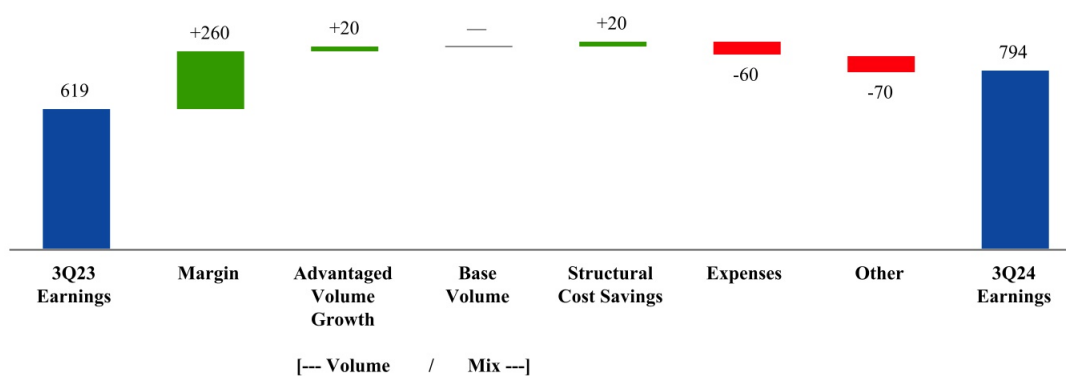 619
+260
+20
—
+20
-60
-70
794
3Q23
Earnings
Margin
Advantaged
Volume
Growth
Base
Volume
Structural
Cost Savings
Expenses
Other
3Q24
Earnings
[--- Volume / Mix ---]